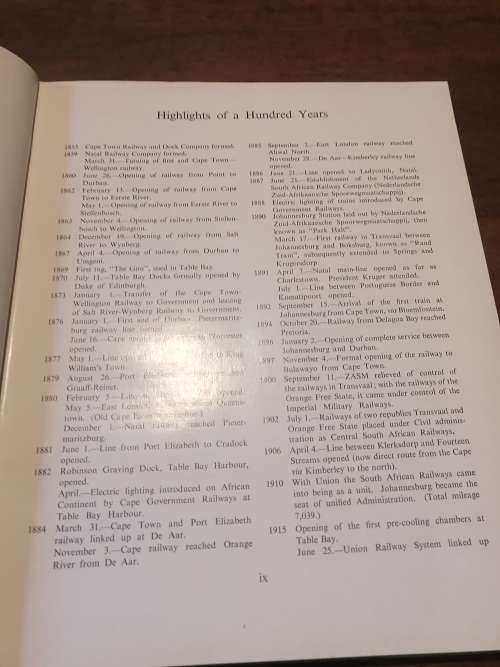 Highlights of a Hundred Years
1853 Cape Town Railway and Dock Company formed.
1859 Natal Railway Company formed.
March 31.—Turning of first sod Cape Town—
Wellington railway.
1860 June 26.—Opening of railway from Point to
Durban.
1862 February 13.—Opening of railway from Cape
Town to Eerste River.
May 1.—Opening of railway from Eerste River to
Stellenbosch.
1863 November 4.—Opening of railway from Stellen-
bosch to Wellington.
1864 December 19.—Opening of railway from Salt
River to Wynberg.
1867 April 4.—Opening of railway from Durban to
Umgeni.
1869 First tug, "The Gnu", used in Table Bay.
1870 July 11.—Table Bay Docks formally opened by
Duke of Edinburgh.
1873 January 1.—Transfer of the Cape Town-
Wellington Railway to Government and leasing
of Salt River-Wynberg Railway to Government.
1876 January 1.—First sod of Durban-Pietermaritz-
burg railway line turned.
June 16.—Cape
opened.
1877 May 1.—Line opened to King
William's Town.
1879 August 26.—Port
Graaff-Reinet.
1880 February 5.—Line opened.
May 5.—East London Queens-
town. (Old Cape
December 1.—Natal railway reached Pieter-
maritzburg.
1881 June 1.—Line from Port Elizabeth to Cradock
opened.
1882 Robinson Graving Dock, Table Bay Harbour,
opened.
April.—Electric lighting introduced on African
Continent by Cape Government Railways at
Table Bay Harbour.
1884 March 31.—Cape Town and Port Elizabeth
railway linked up at De Aar.
November 3.—Cape railway reached Orange
River from De Aar.
1885 September 2.—East London railway reached
Aliwal North.
November 28.—De Aar—Kimberley railway line
opened.
1886 June 21.—Line opened to Ladysmith, Natal.
1887 June 21.—Establishment of the Netherlands
South African Railway Company (Nederlandsche
Zuid-Afrikaansche Spoorwegmaatschappij).
1888 Electric lighting of trains introduced by Cape
Government Railways.
1890 Johannesburg Station laid out by Nederlandsche
Zuid-Afrikaansche Spoorwegmaatschappij, then
known as "Park Halt".
March 17.—First railway in Transvaal between
Johannesburg and Boksburg, known as "Rand
Tram", subsequently extended to Springs and
Krugersdorp.
1891 April 7.—Natal main-line opened as far as
Charlestown. President Kruger attended.
July 1.—Line between Portuguese Border and
Komatipoort opened.
1892 September 15.—Arrival of the first train at
Johannesburg from Cape Town, via Bloemfontein.
1894 October 20.—Railway from Delagoa Bay reached
Pretoria.
1896 January 2.—Opening of complete service between
Johannesburg and Durban.
1897 November 4.—Formal opening of the railway to
Bulawayo from Cape Town.
1900 September 11.—ZASM relieved of control of
the railways in Transvaal; with the railways of the
Orange Free State, it came under control of the
Imperial Military Railways.
1902 July 1.—Railways of two republics Transvaal and
Orange Free State placed under Civil adminis-
tration as Central South African Railways.
1906 April 4.—Line between Klerksdorp and Fourteen
Streams opened (now direct route from the Cape
via Kimberley to the north).
1910 With Union the South African Railways came
into being as a unit. Johannesburg became the
seat of unified Administration. (Total mileage
7,039.)
1915 Opening of the first pre-cooling chambers at
Table Bay.
June 25.—Union Railway System linked up
ix